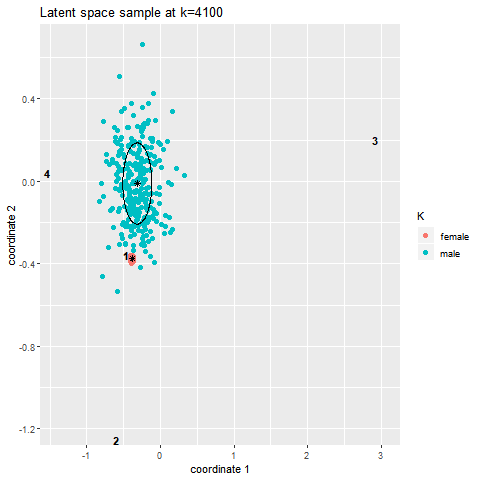 Latent space sample at k=4100
0.4
0.0
-0.4
-0.8
-1.2
coordinate 2
4
3
1
2
-1
0
1
2
3
coordinate 1
K
female
male